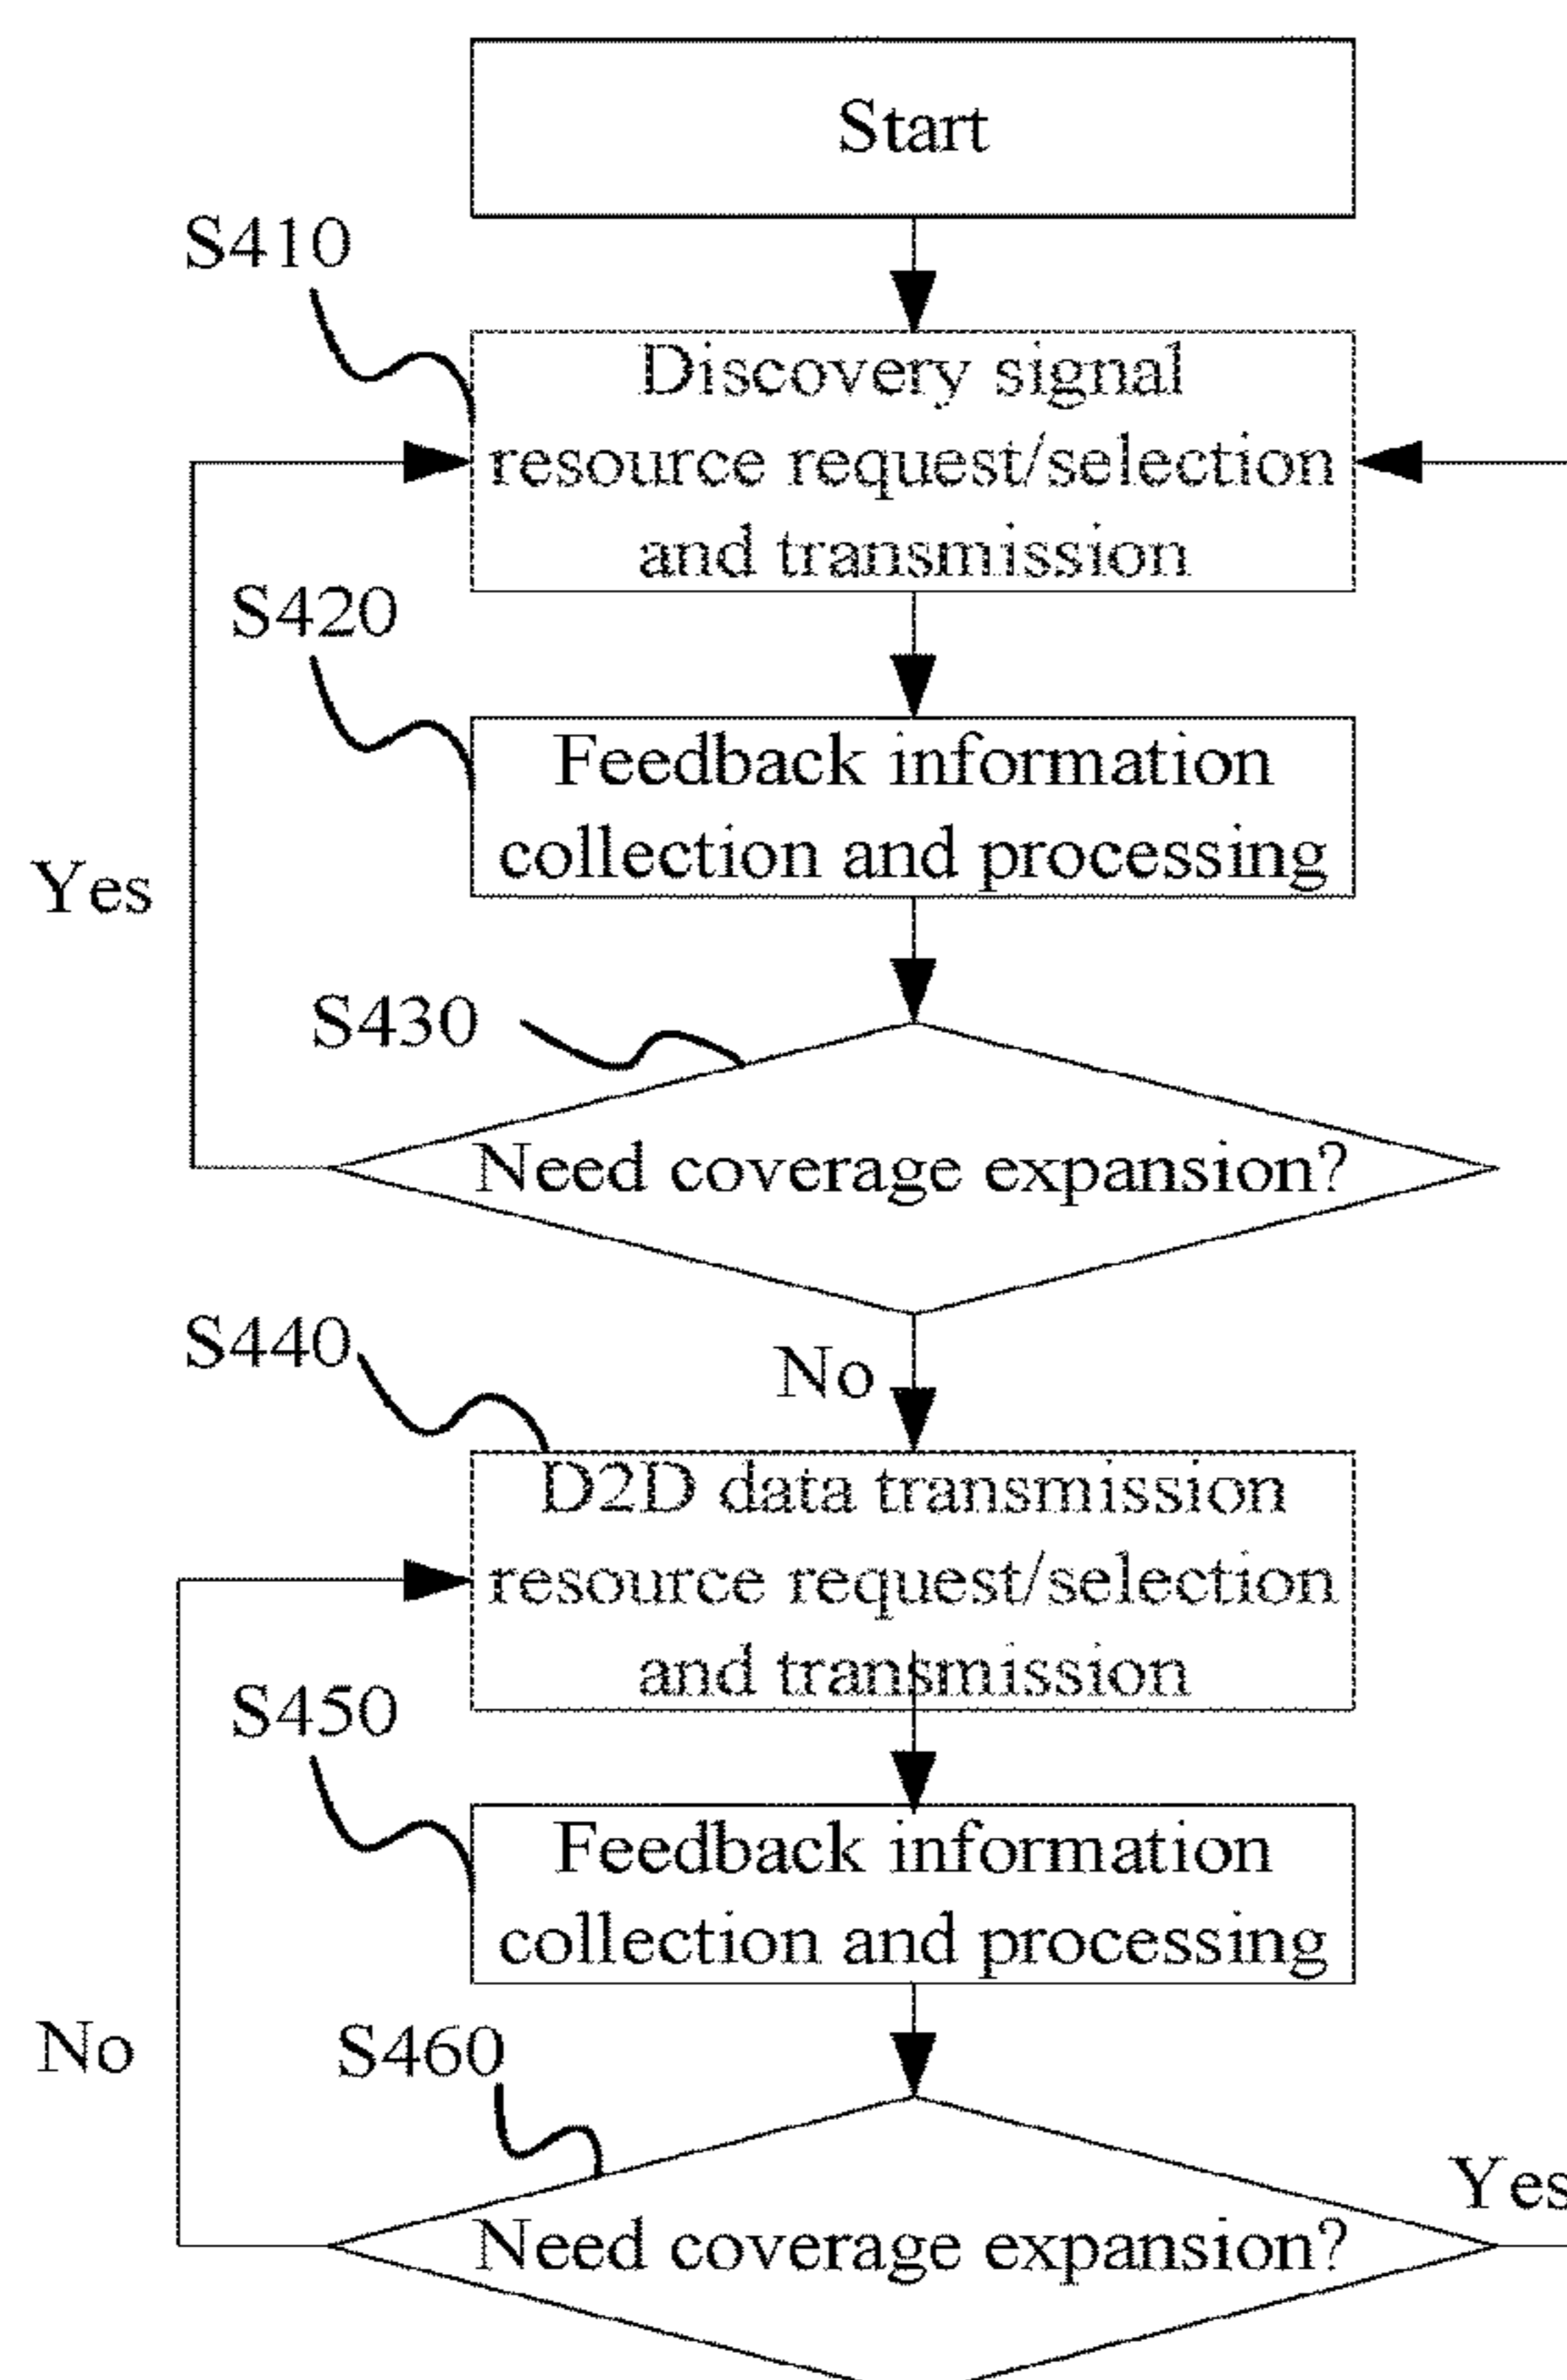 Start
S410
Discovery signal
resource request/selection
and transmission
S420
Feedback information
collection and processing
Yes
S430
Need coverage expansion?
S440
No
D2D data transmission
resource request/selection
and transmission
S450
Feedback information
collection and processing
No
S460
Yes
Need coverage expansion?